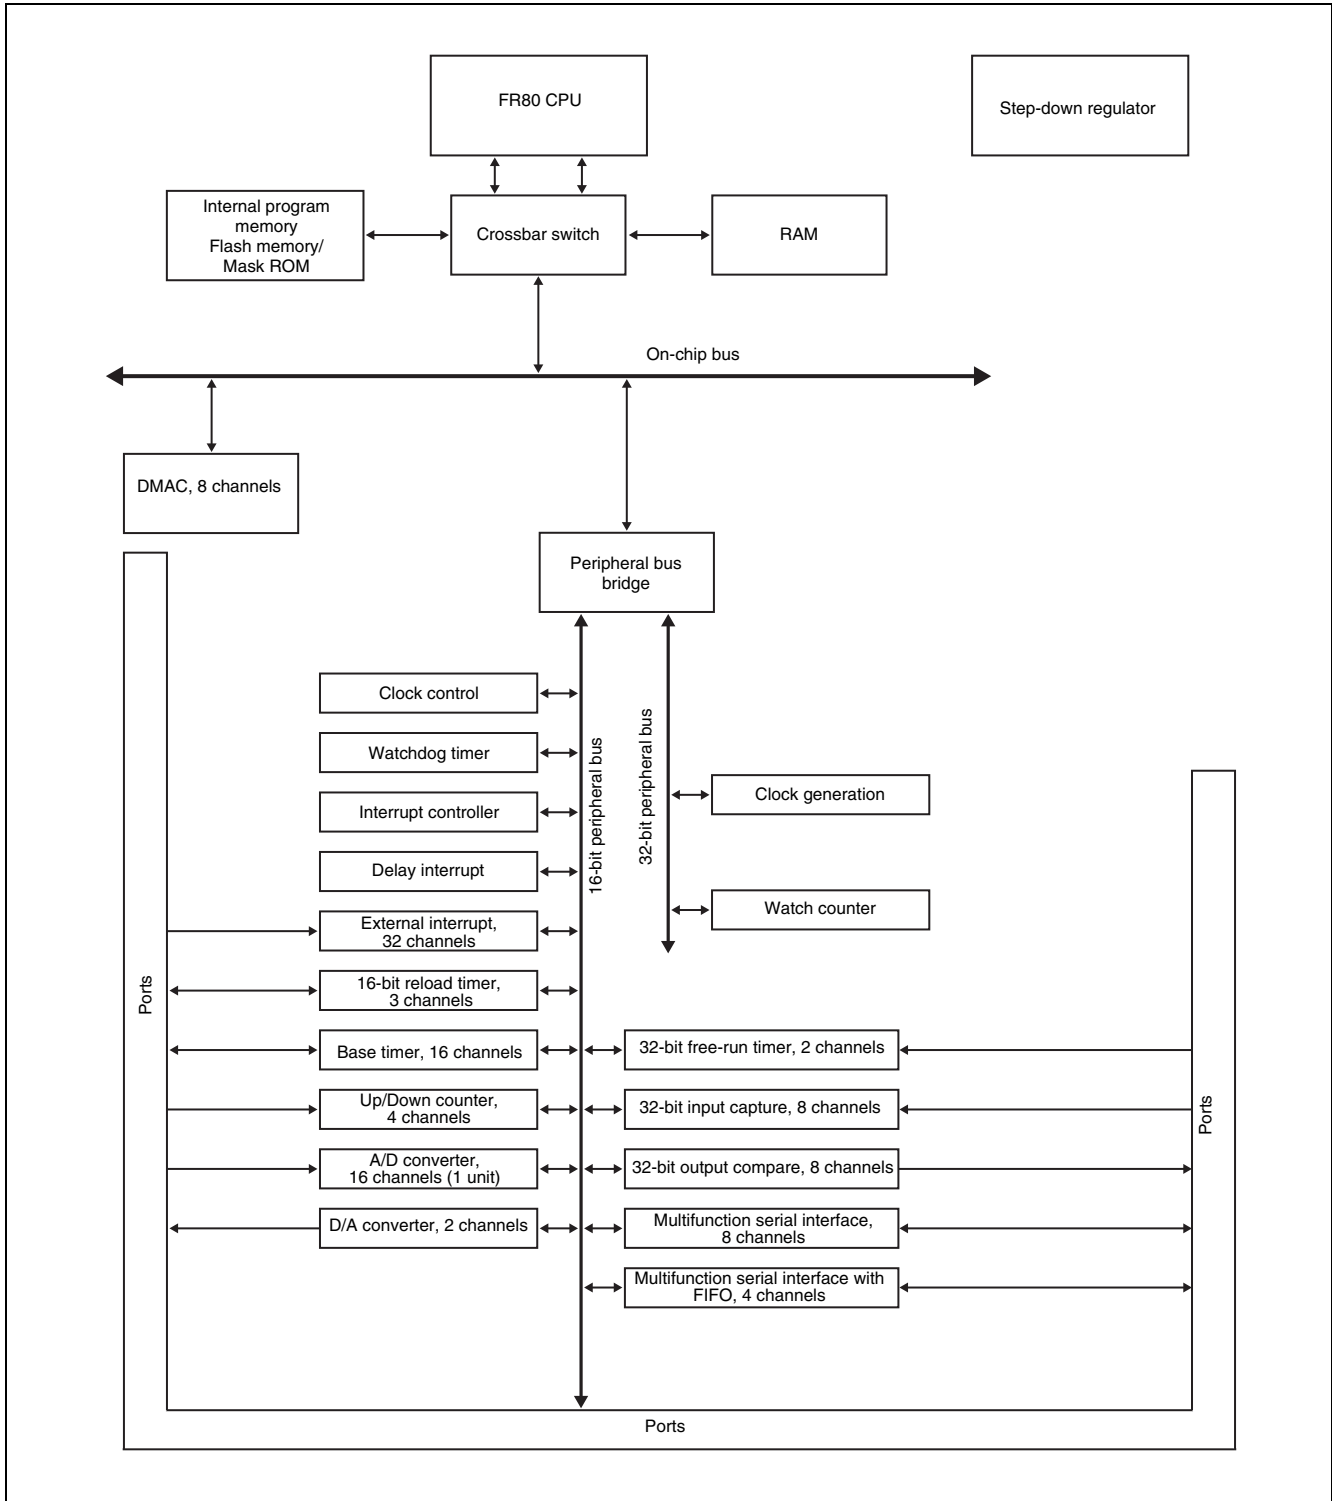 FR80 CPU
Step-down regulator
Internal program
memory
Flash memory/
Mask ROM
Crossbar switch
RAM
On-chip bus
DMAC, 8 channels
Peripheral bus
bridge
16-bit peripheral bus
32-bit peripheral bus
Clock control
Watchdog timer
Interrupt controller
Delay interrupt
External interrupt,
32 channels
16-bit reload timer,
3 channels
Base timer, 16 channels
Up/Down counter,
4 channels
A/D converter,
16 channels (1 unit)
D/A converter, 2 channels
Clock generation
Watch counter
32-bit free-run timer, 2 channels
32-bit input capture, 8 channels
32-bit output compare, 8 channels
Multifunction serial interface,
8 channels
Multifunction serial interface with
FIFO, 4 channels
Ports
Ports
Ports